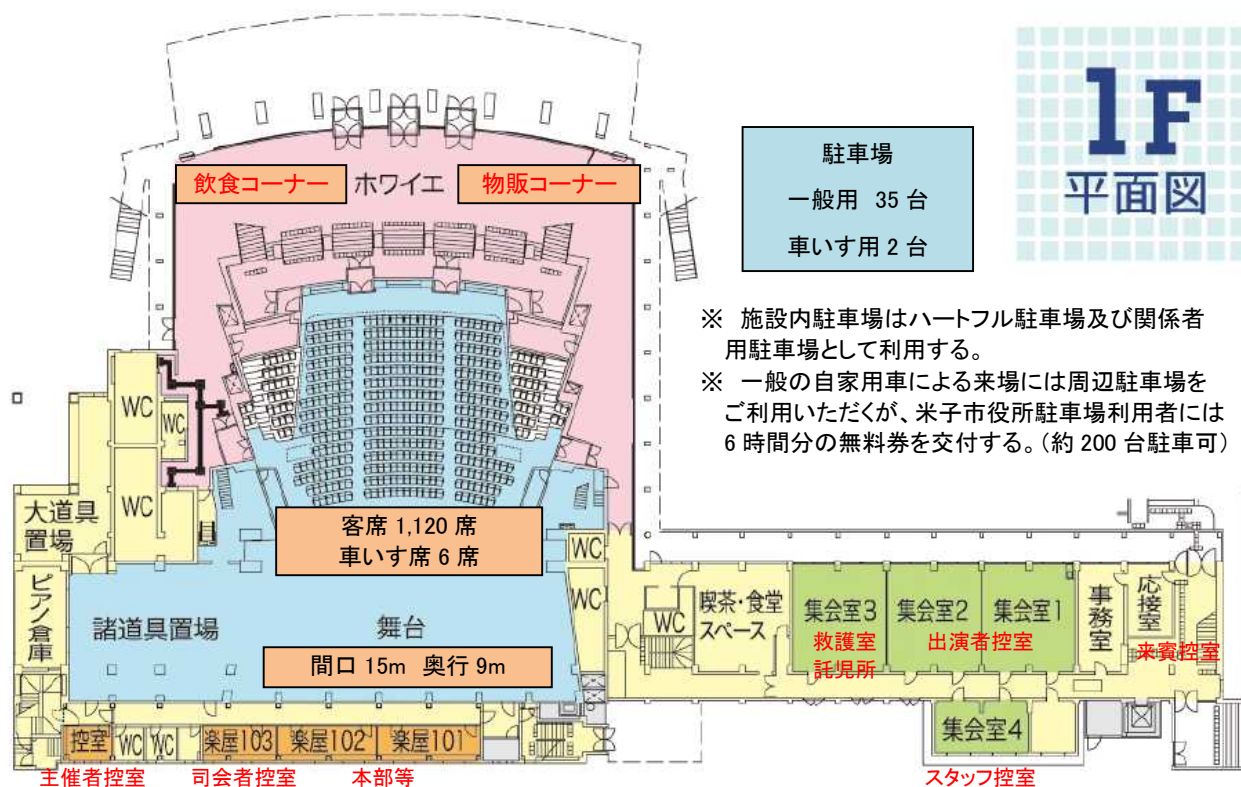 1F
平面図
飲食コーナー
ホワイエ
物販コーナー
駐車場
一般用 35 台
車いす用 2 台
※ 施設内駐車場はハートフル駐車場及び関係者
用駐車場として利用する。
※ 一般の自家用車による来場には周辺駐車場を
ご利用いただくが、米子市役所駐車場利用者には
6 時間分の無料券を交付する。(約 200 台駐車可)
WC
WC
WC
大道具
置場
客席 1,120 席
車いす席 6 席
WC
WC
ピアノ倉庫
諸道具置場
舞台
間口 15m 奥行 9m
WC
喫茶・食堂
スペース
集会室3
救護室
託児所
集会室2
集会室1
出演者控室
事務室
応接室
来賓控室
控室
WC
WC
楽屋103
楽屋102
楽屋101
集会室4
主催者控室
司会者控室
本部等
スタッフ控室